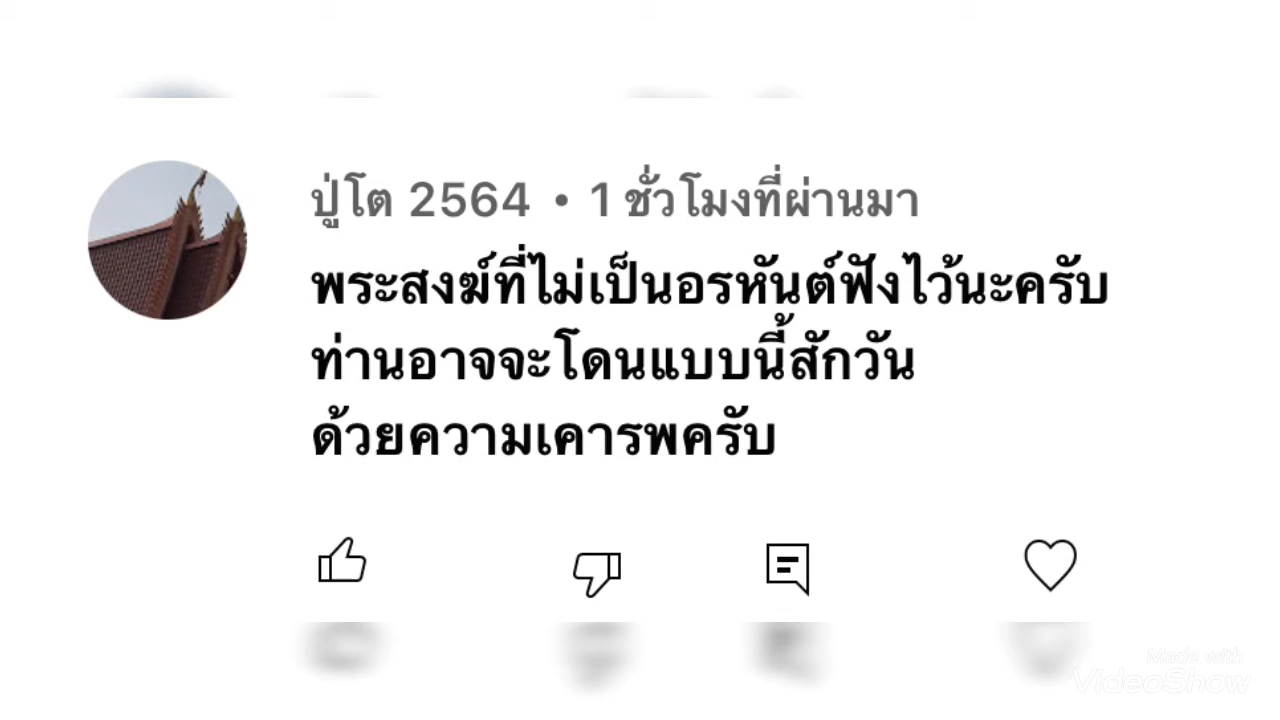 ปู่โต 2564 • 1 ชั่วโมงที่ผ่านมา
พระสงฆ์ที่ไม่เป็นอรหันต์ฟังไว้นะครับ
ท่านอาจจะโดนแบบนี้สักวัน
ด้วยความเคารพครับ
Made with
VideoShow